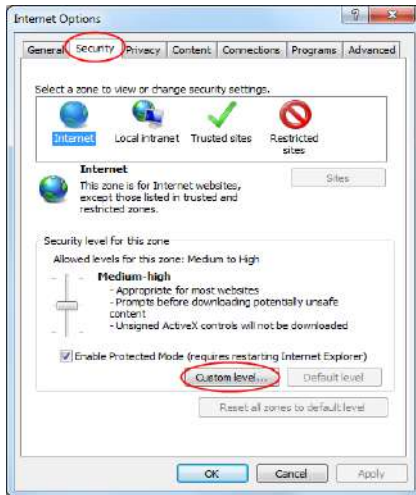 Internet Options
General Security Privacy Content Connections Programs Advanced
Select a zone to view or change security settings.
Internet Local intranet Trusted sites Restricted
sites
Internet
Sites
This zone is for Internet websites,
except those listed in trusted and
restricted zones.
Security level for this zone
Allowed levels for this zone: Medium to High
Medium-high
- Appropriate for most websites
- Prompts before downloading potentially unsafe
content
- Unsigned ActiveX controls will not be downloaded
Enable Protected Mode (requires restarting Internet Explorer)
Custom level... Default level
Reset all zones to default level
OK Cancel Apply